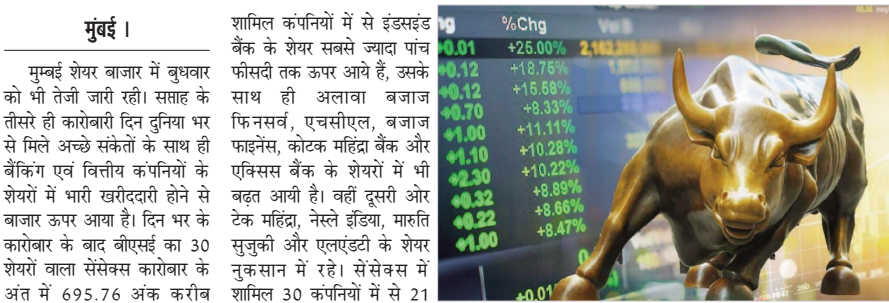 मुंबई ।
मुम्बई शेयर बाजार में बुधवार
को भी तेजी जारी रही। सप्ताह के
तीसरे ही कारोबारी दिन दुनिया भर
से मिले अच्छे संकेतों के साथ ही
बैंकिंग एवं वित्तीय कंपनियों के
शेयरों में भारी खरीददारी होने से
बाजार ऊपर आया है। दिन भर के
कारोबार के बाद बीएसई का 30
शेयरों वाला सेंसेक्स कारोबार के
अंत में 695.76 अंक करीब
शामिल कंपनियों में से इंडसइंड
बैंक के शेयर सबसे ज्यादा पांच
फीसदी तक ऊपर आये हैं, उसके
साथ ही अलावा बजाज
फिनसर्व, एचसीएल, बजाज
फाइनेंस, कोटक महिंद्रा बैंक और
एक्सिस बैंक के शेयरों में भी
बढ़त आयी है। वहीं दूसरी ओर
टेक महिंद्रा, नेस्ले इंडिया, मारुति
सुजुकी और एलएंडटी के शेयर
नुकसान में रहे। सेंसेक्स में
शामिल 30 कंपनियों में से 21
%Chg
+0.01 +25.00%
+0.12 +18.75%
+0.12 +15.58%
+0.70 +8.33%
+1.00 +11.11%
+1.10 +10.28%
+2.30 +10.22%
+0.32 +8.89%
+0.22 +8.66%
+1.00 +8.47%